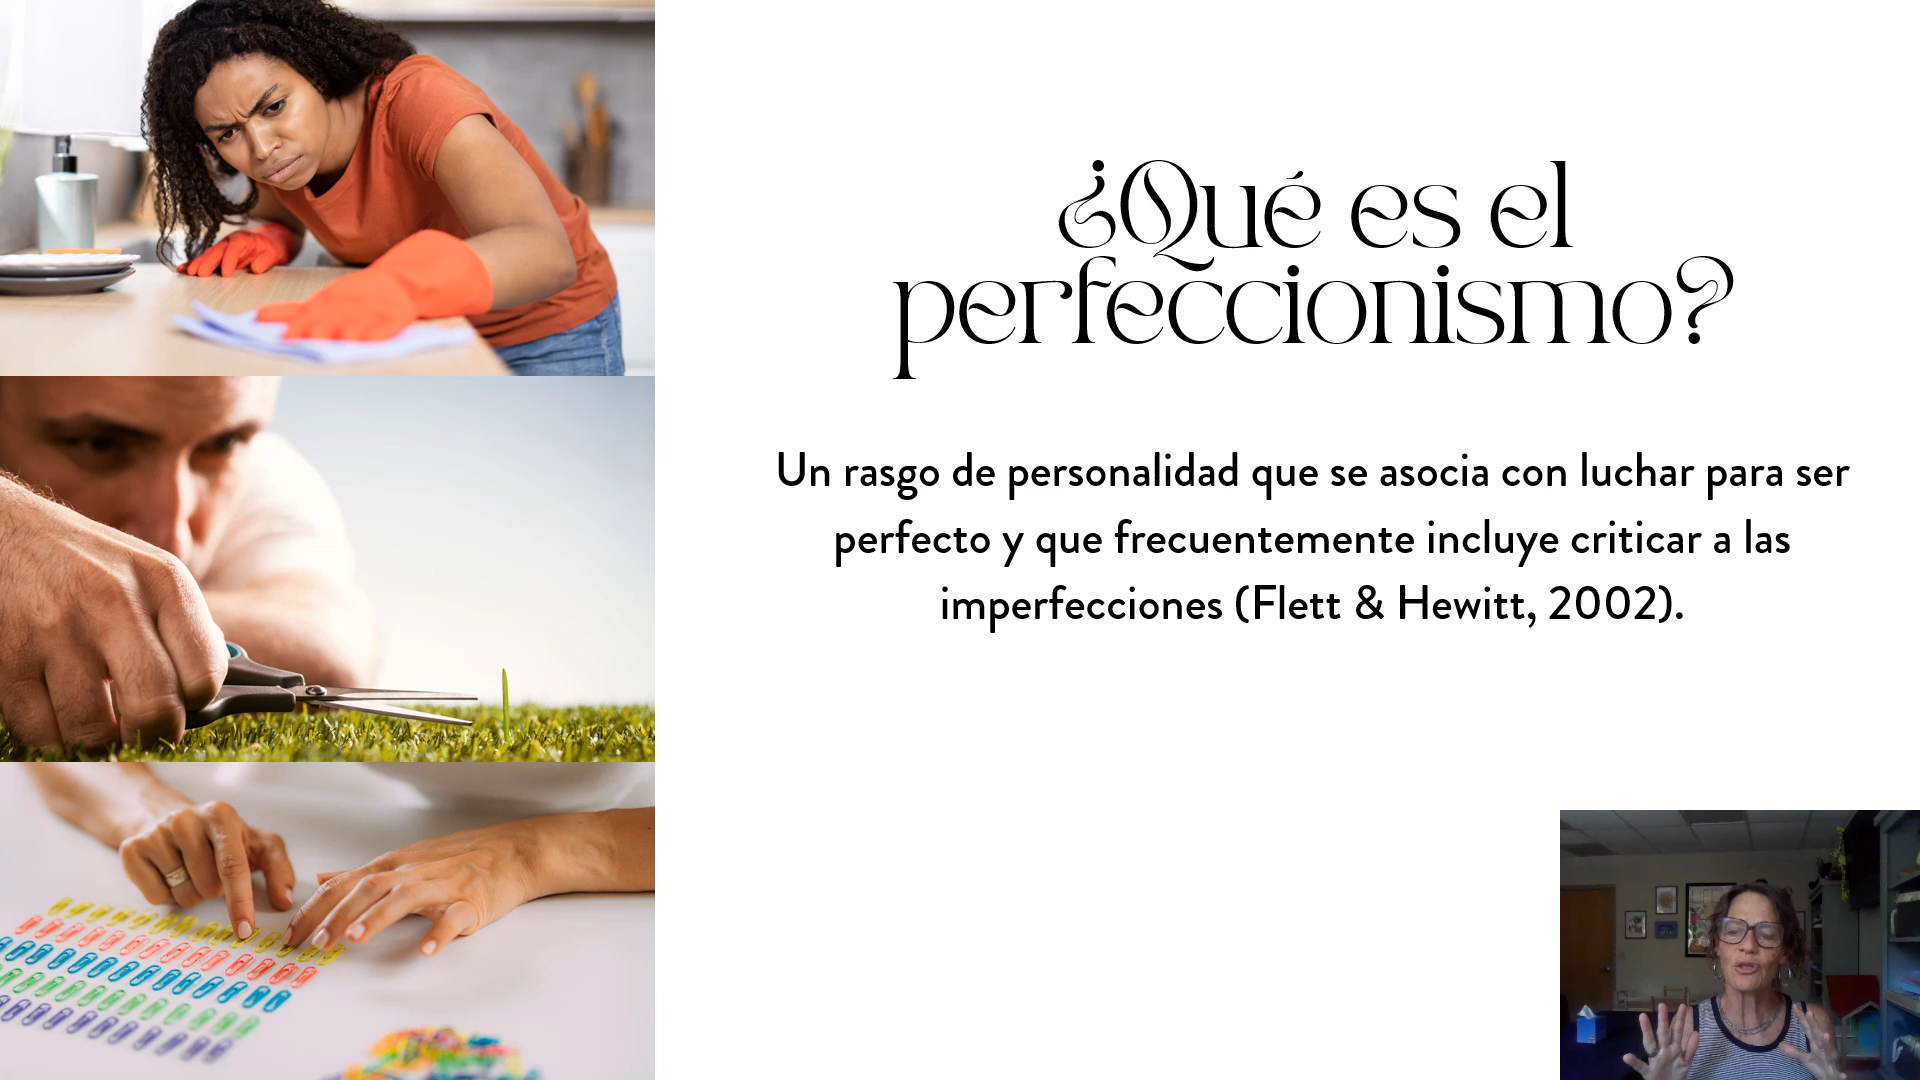 ¿Qué es el
perfeccionismo?
Un rasgo de personalidad que se asocia con luchar para ser
perfecto y que frecuentemente incluye criticar a las
imperfecciones (Flett & Hewitt, 2002).